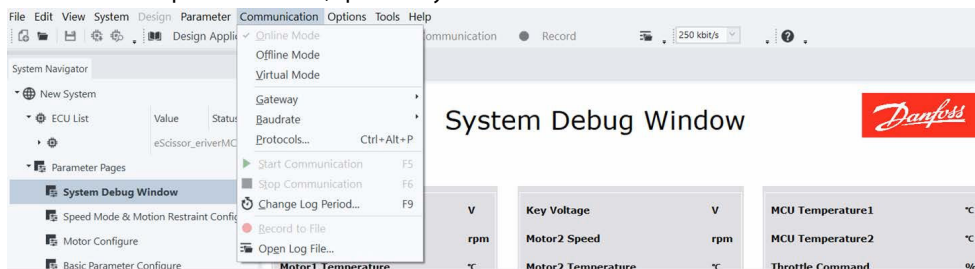 File Edit View System Design Parameter Communication Options Tools Help
Design Applic
Online Mode
ommunication
Record
250 kbit/s
Offline Mode
Virtual Mode
System Navigator
New System
Gateway
ECU List Value Status
Baudrate
System Debug Window
Danfoss
eScissor_eriverMC
Protocols... Ctrl+Alt+P
Parameter Pages
Start Communication F5
Stop Communication F6
System Debug Window
Change Log Period... F9
V
Key Voltage V
MCU Temperature1 °C
Speed Mode & Motion Restraint Config
Record to File
Motor Configure
rpm
Motor2 Speed rpm
MCU Temperature2 °C
Open Log File...
Basic Parameter Configure
Motor1 Temperature °C
Motor2 Temperature °C
Throttle Command %